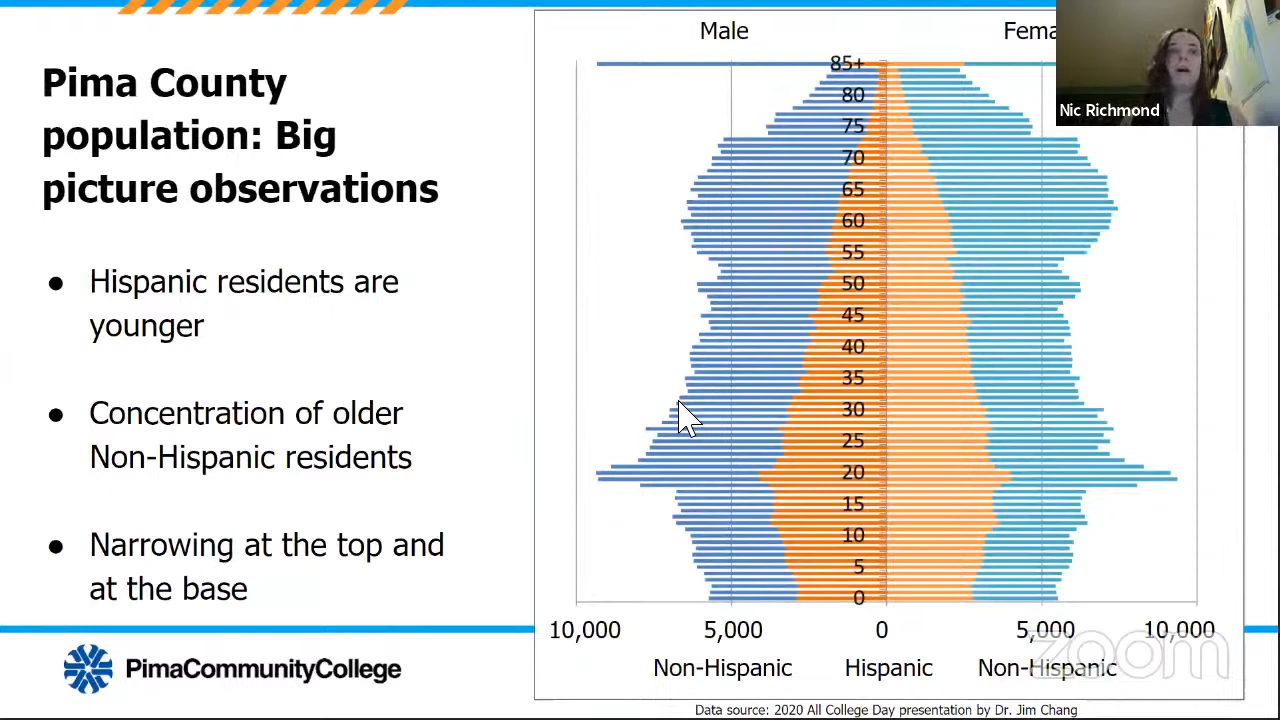 Pima County
population: Big
picture observations
● Hispanic residents are
younger
● Concentration of older
Non-Hispanic residents
● Narrowing at the top and
at the base
PimaCommunityCollege
Male
Nic Richmond
85+
80
75
70
65
60
55
50
45
40
35
30
25
20
15
10
5
0
10,000 5,000 0 5,000 10,000
Non-Hispanic Hispanic Non-Hispanic
zoom
Data source: 2020 All College Day presentation by Dr. Jim Chang